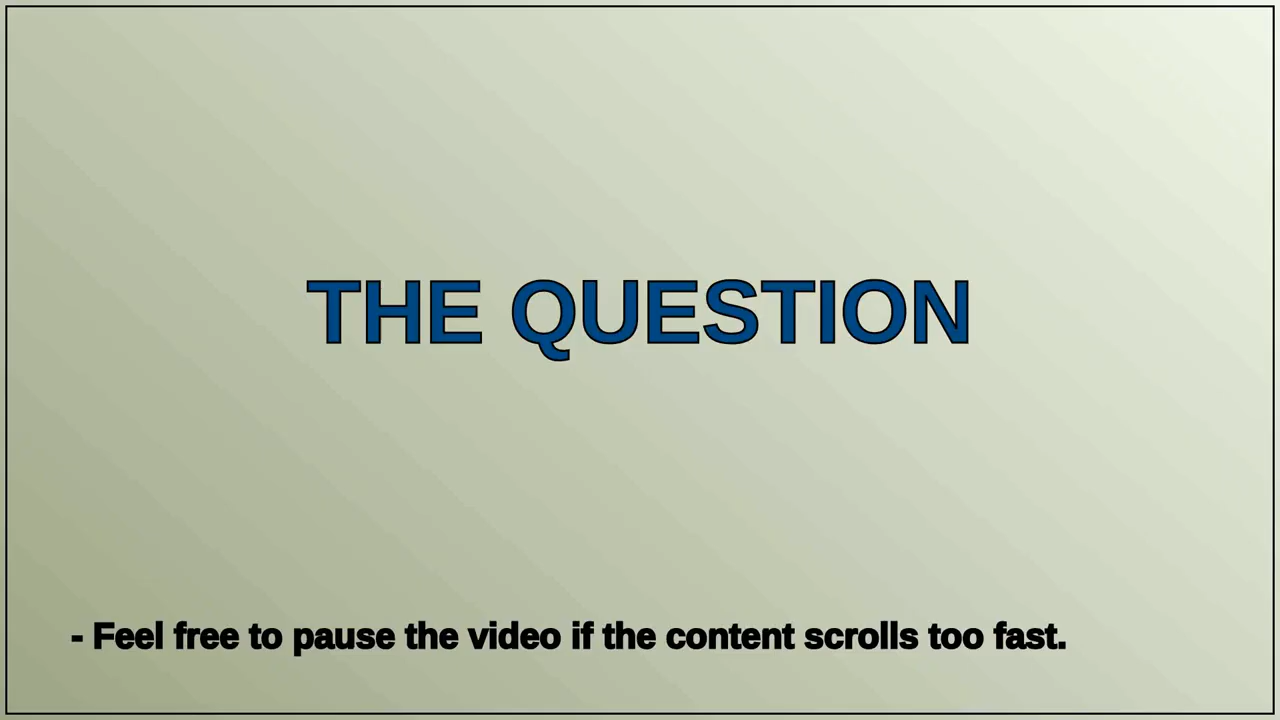 THE QUESTION
- Feel free to pause the video if the content scrolls too fast.